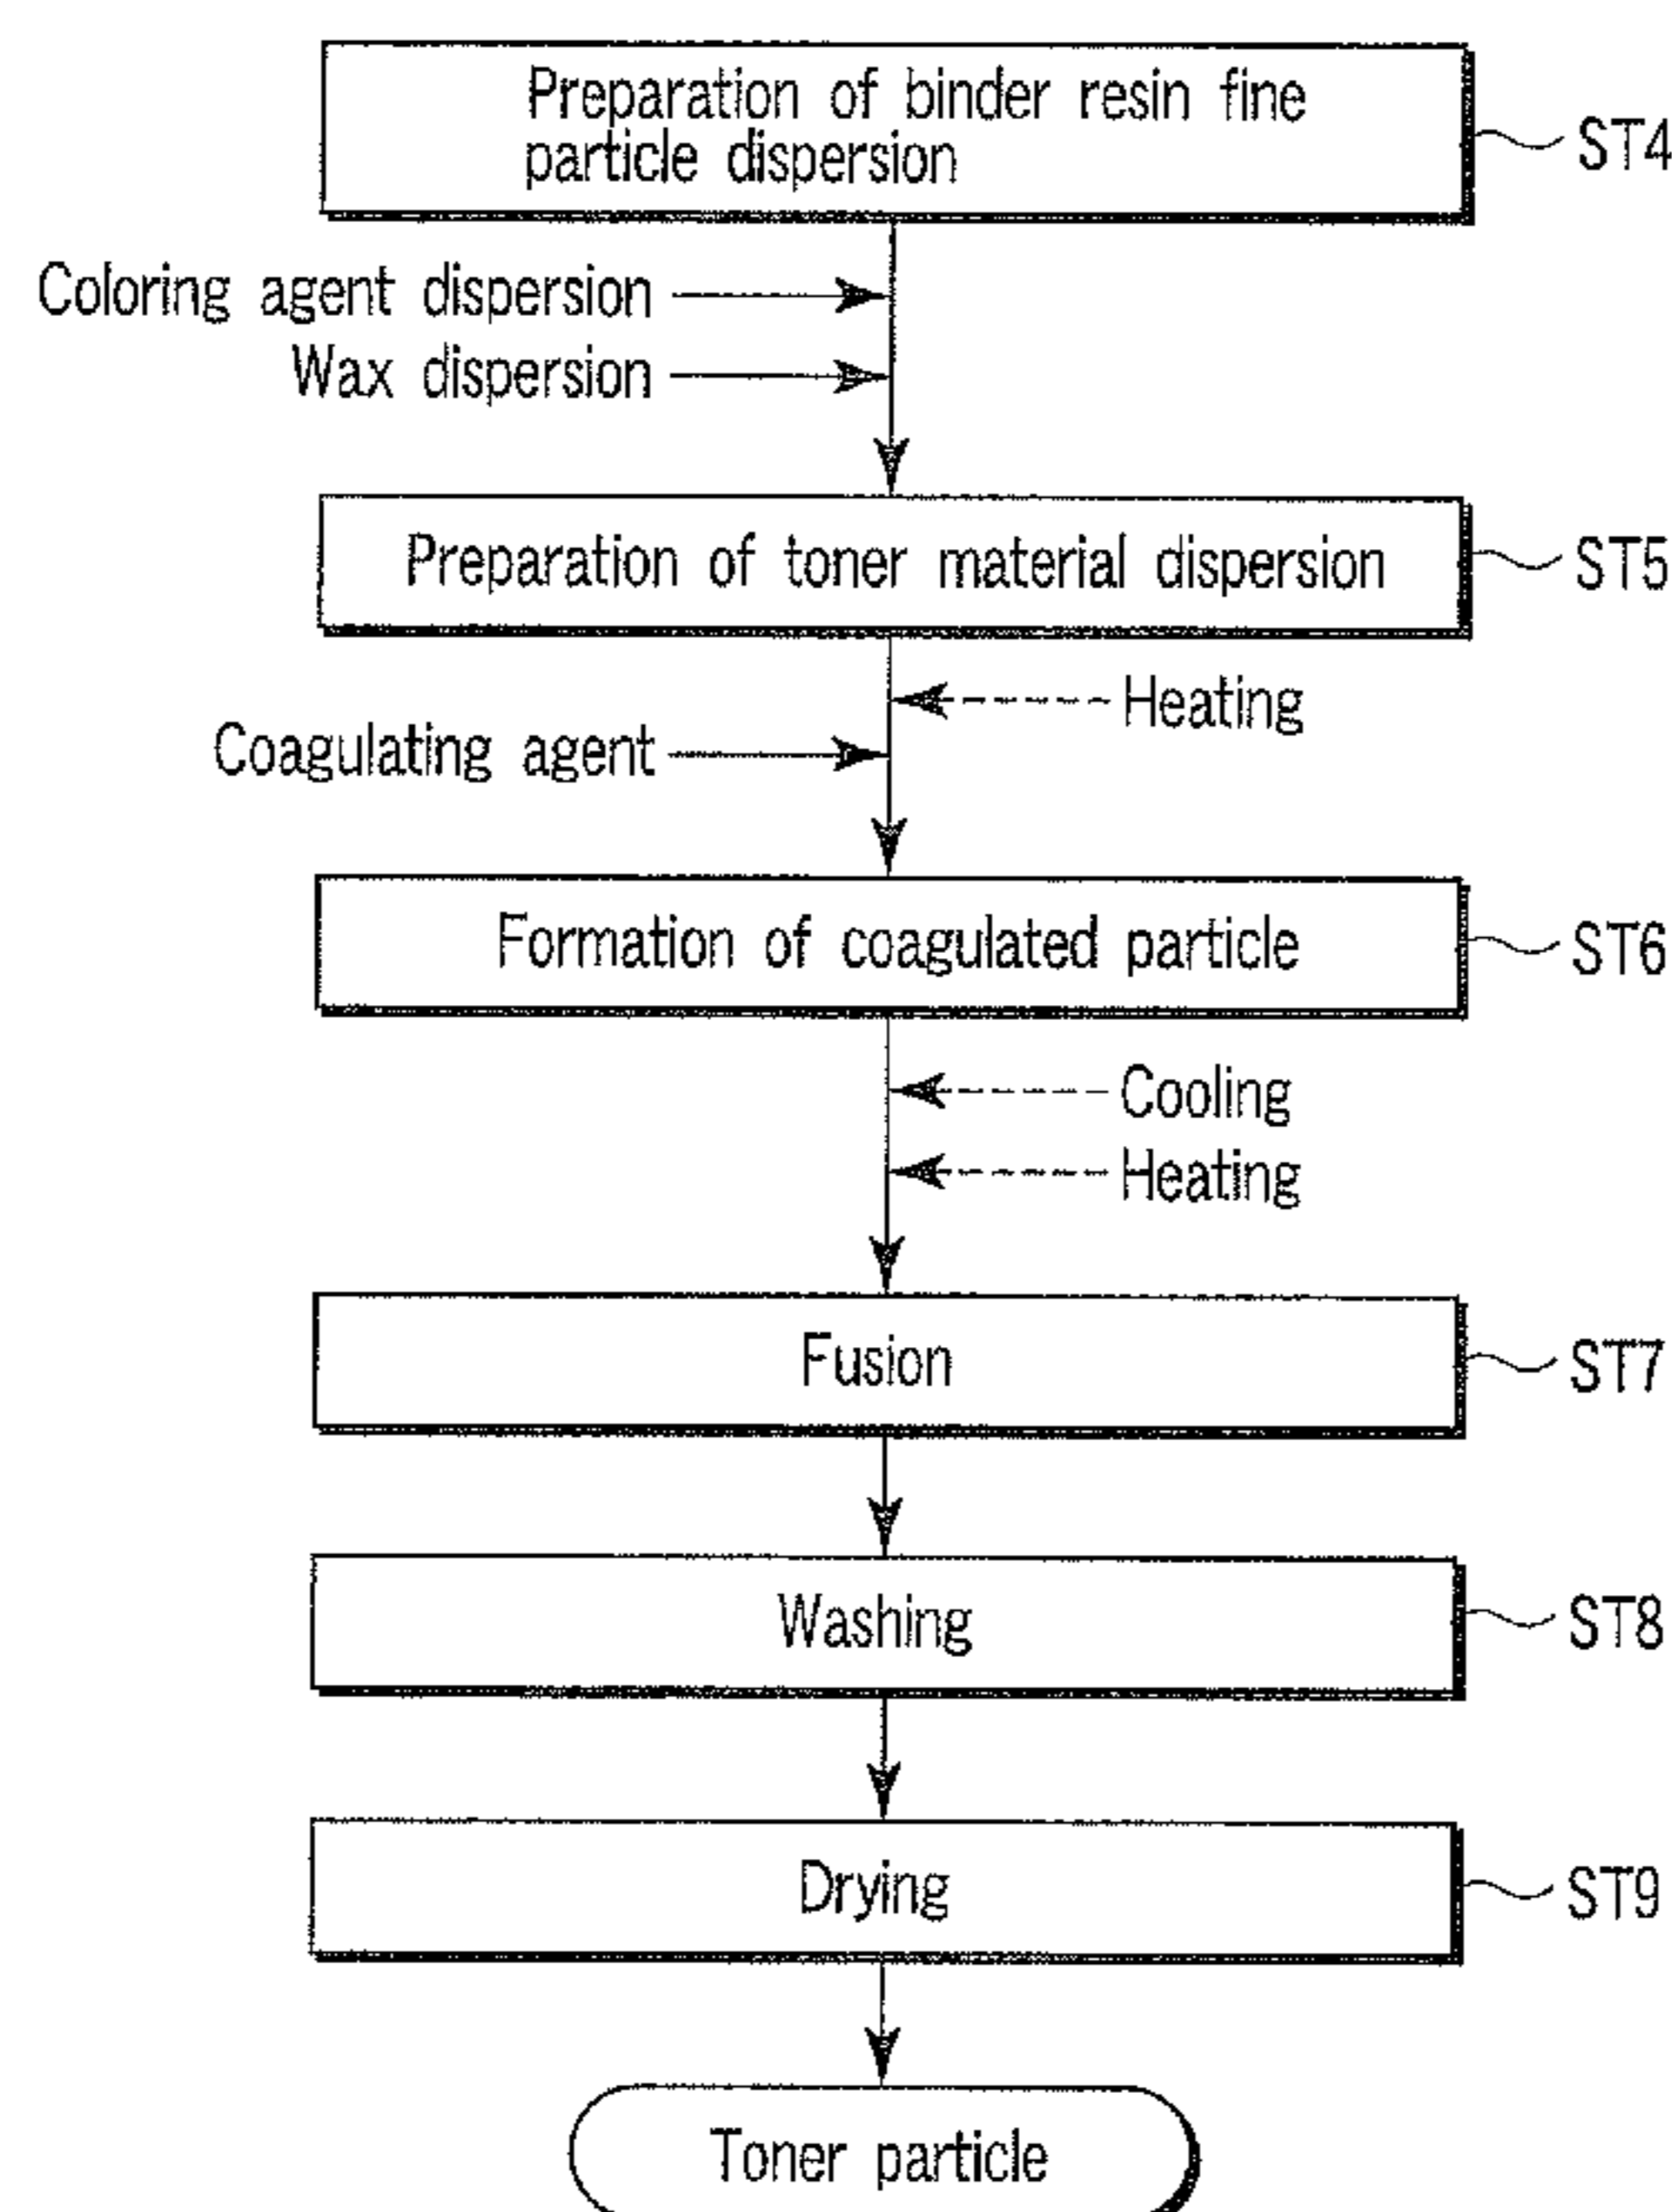 Preparation of binder resin fine
particle dispersion
ST4
Coloring agent dispersion
Wax dispersion
Preparation of toner material dispersion
ST5
Heating
Coagulating agent
Formation of coagulated particle
ST6
Cooling
Heating
Fusion
ST7
Washing
ST8
Drying
ST9
Toner particle